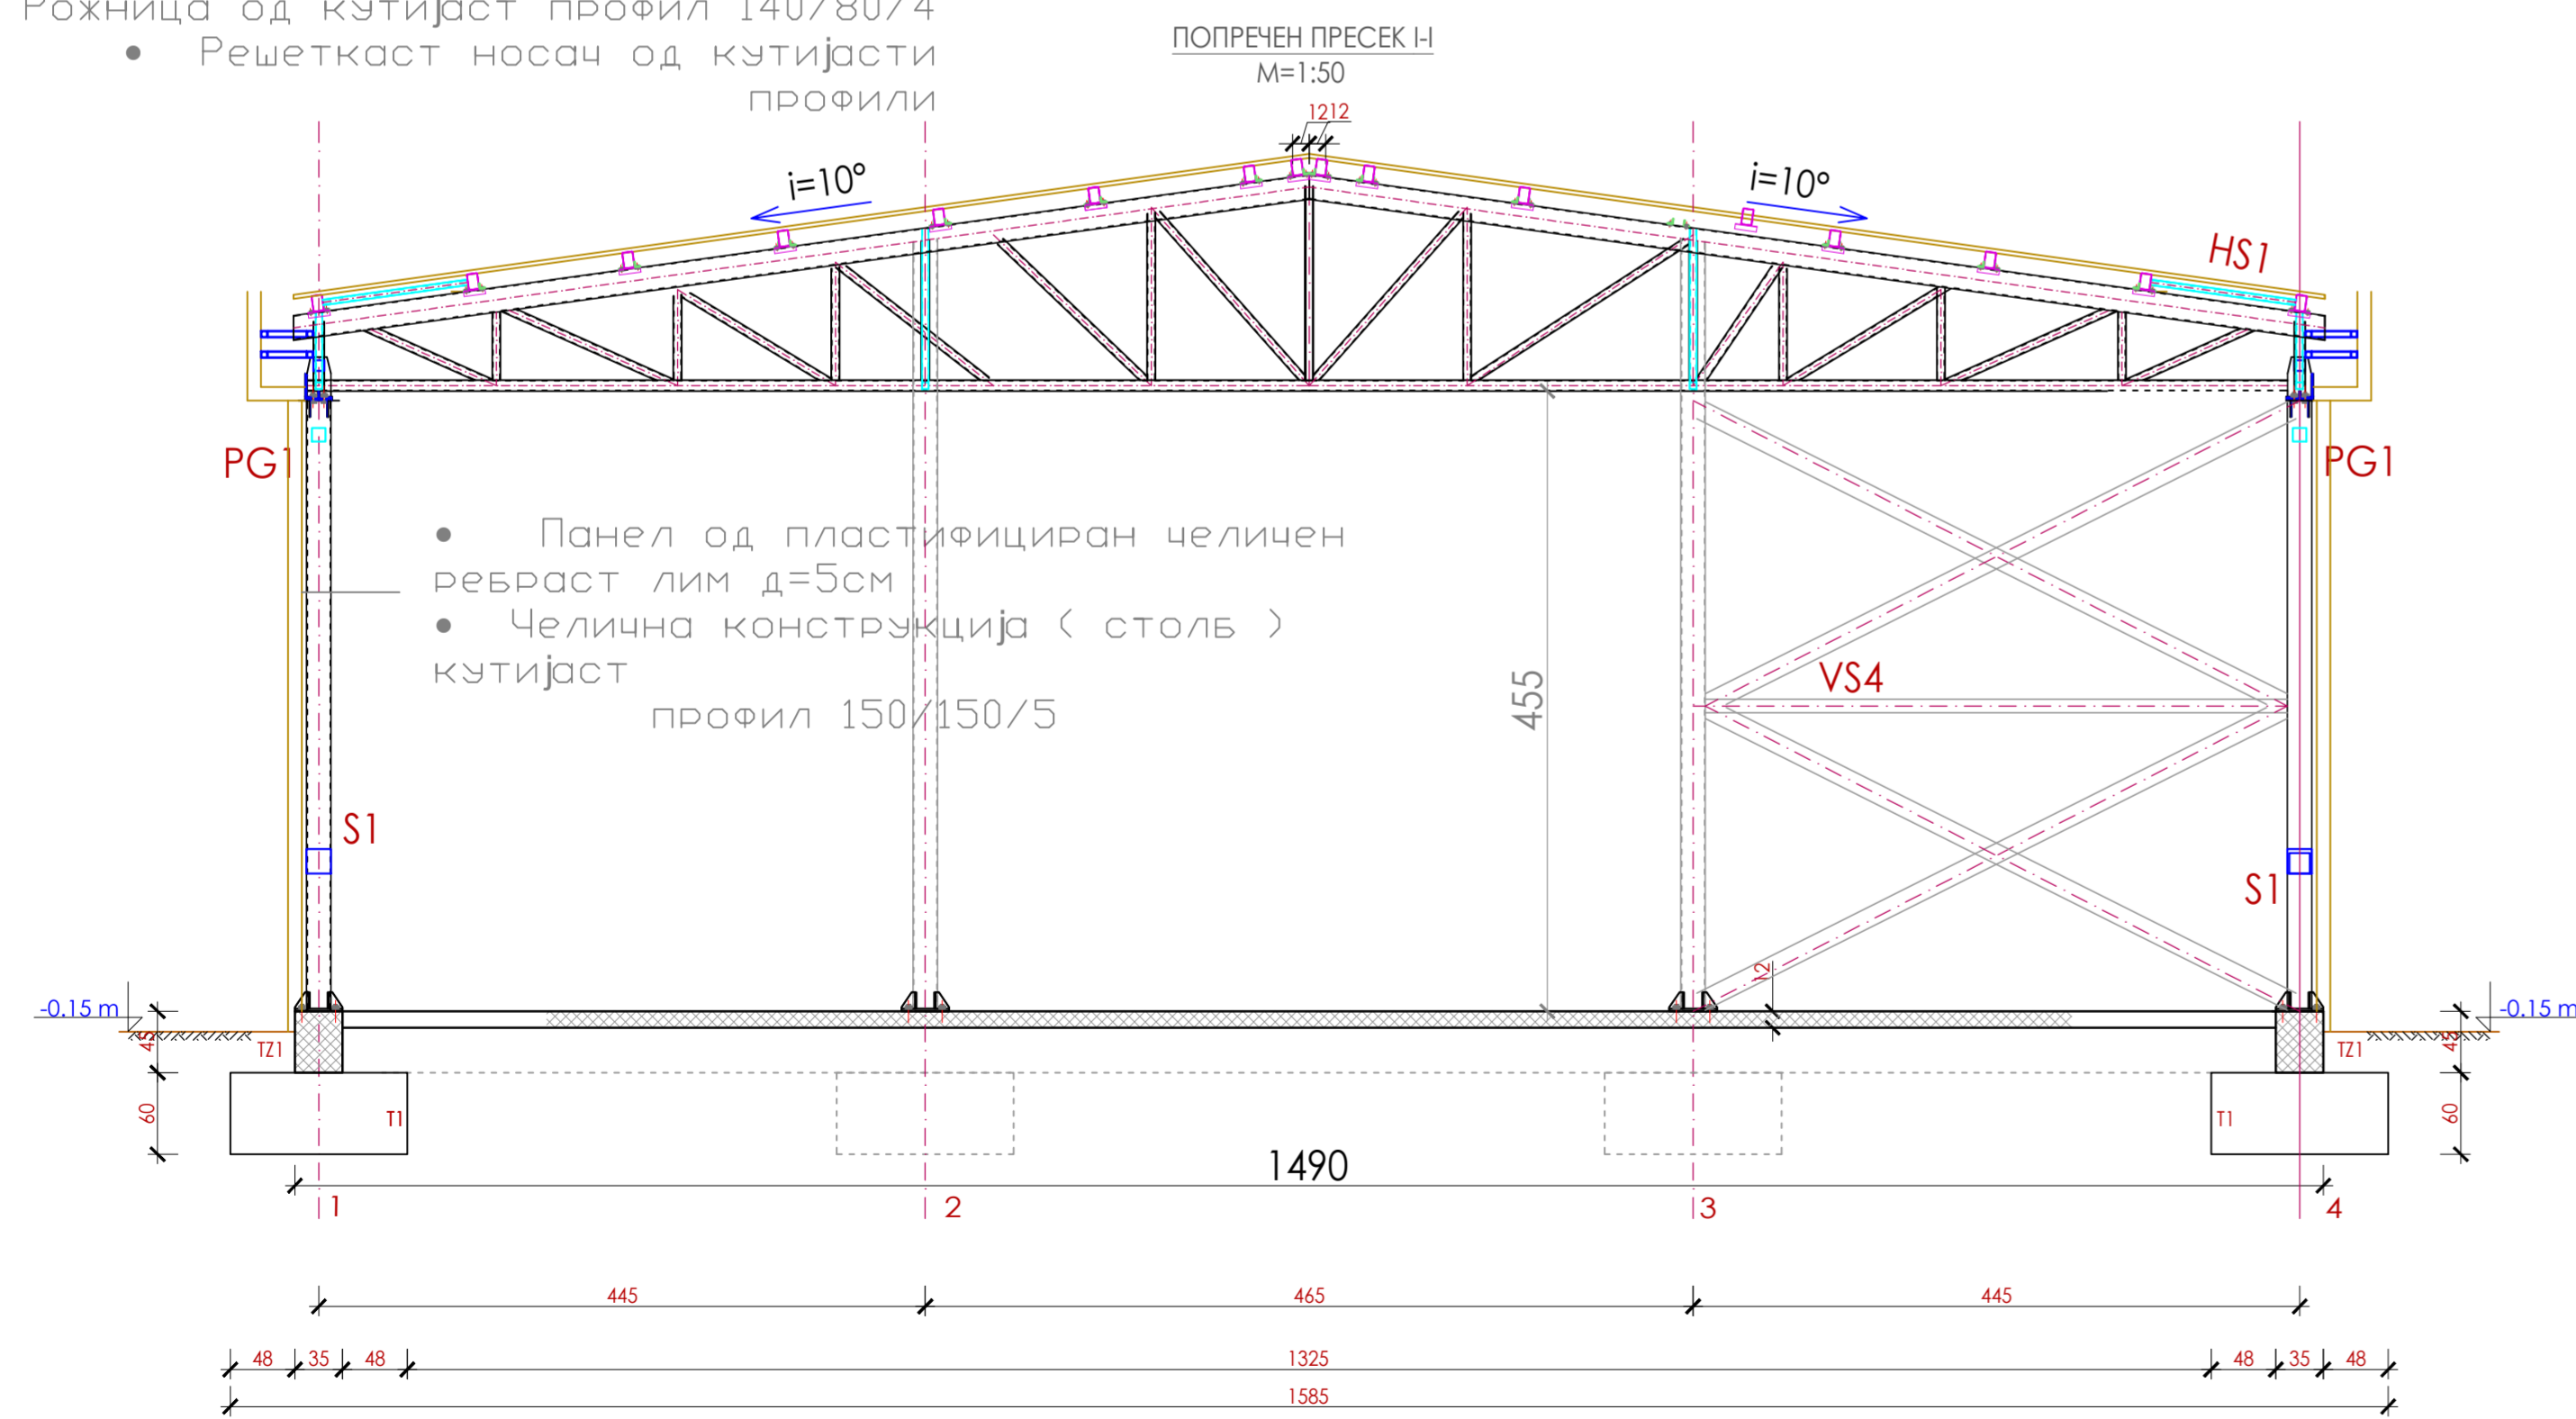 Рожница од кутијаст профил 140/80/4
• Решеткаст носач од кутијасти
профили
ПОПРЕЧЕН ПРЕСЕК I-I
М=1:50
1212
i=10°
i=10°
HS1
PG1
PG1
• Панел од пластифициран челичен
ребраст лим д=5см
• Челична конструкција ( столб )
кутијаст
профил 150/150/5
455
VS4
S1
S1
12
-0.15 m
-0.15 m
45
TZ1
TZ1
45
60
T1
T1
60
1490
1
2
3
4
445
465
445
48
35
48
1325
48
35
48
1585